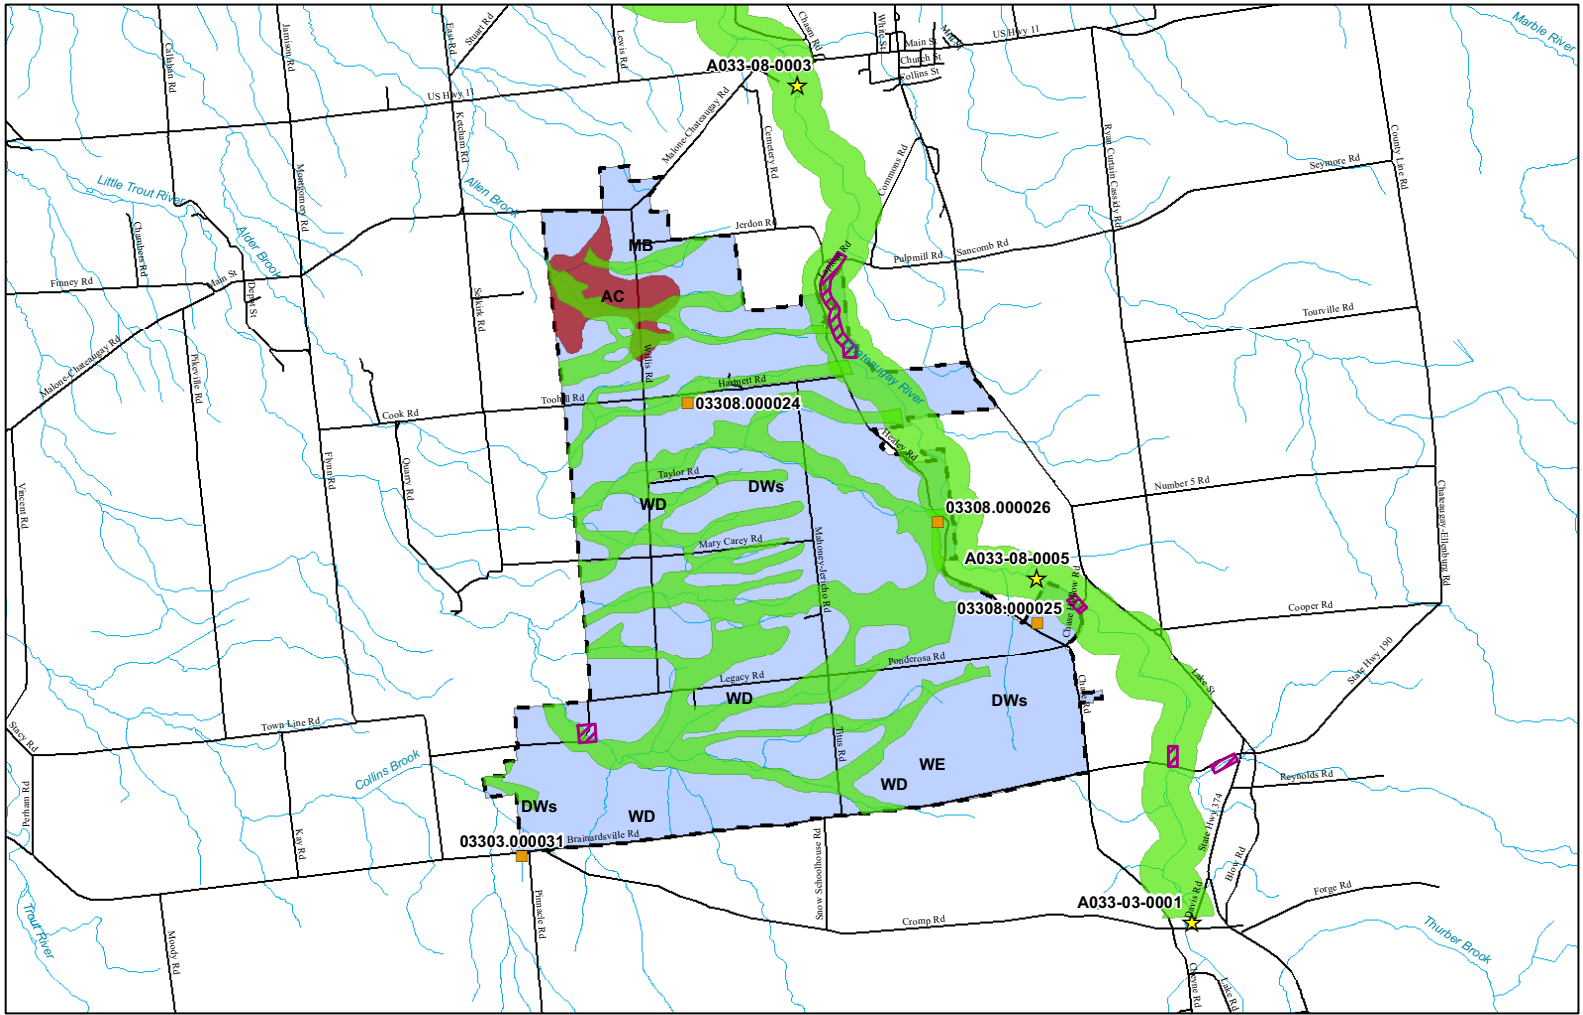 Stuart Rd
East Rd
Jamison Rd
Callahan Rd
Lewis Rd
Chasm Rd
White St
Main St
Church St
Collins St
US Hwy 11
Marble River
A033-08-0003
US Hwy 11
Ketcham Rd
Malone-Chateaugay Rd
Cemetery Rd
Commons Rd
Ryan Curtain Cassidy Rd
County Line Rd
Seymore Rd
Little Trout River
Montgomery Rd
Allen Brook
Alder Brook
Chambers Rd
Jerdon Rd
MB
Pulpmill Rd
Sancomb Rd
Finney Rd
Main St
Depot St
Selkirk Rd
AC
Tourville Rd
Malone-Chateaugay Rd
Pikeville Rd
Willis Rd
Hartnett Rd
Toohill Rd
Cook Rd
03308.000024
Healey Rd
Flynn Rd
Quarry Rd
Taylor Rd
DWs
WD
Number 5 Rd
Vincent Rd
Chateaugay-Ellenburg Rd
03308.000026
Mary Carey Rd
Mahoney-Jericho Rd
A033-08-0005
03308.000025
Cooper Rd
Ponderosa Rd
State Hwy 190
Legacy Rd
WD
DWs
Lake St
Town Line Rd
Stacy Rd
Titus Rd
Collins Brook
WE
WD
Reynolds Rd
Perham Rd
DWs
WD
State Hwy 374
Kay Rd
03303.000031
Brainardsville Rd
Snow Schoolhouse Rd
Blow Rd
Forge Rd
A033-03-0001
Davis Rd
Pinnacle Rd
Cromp Rd
Trout River
Moody Rd
Thurber Brook
Cheyne Rd
Lake Rd